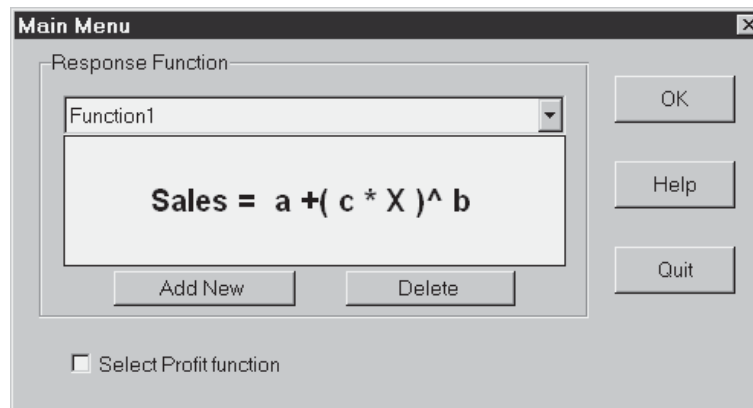 Main Menu
Response Function
Function1
Sales = a +( c * X )^ b
Add New
Delete
Select Profit function
OK
Help
Quit